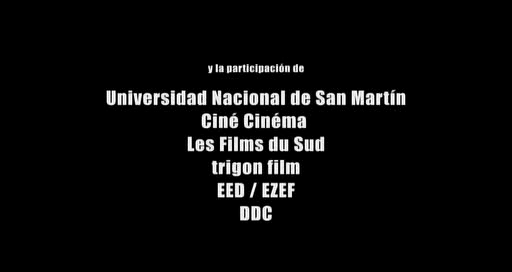 y la participación de
Universidad Nacional de San Martín
Ciné Cinéma
Les Films du Sud
trigon film
EED / EZEF
DDC